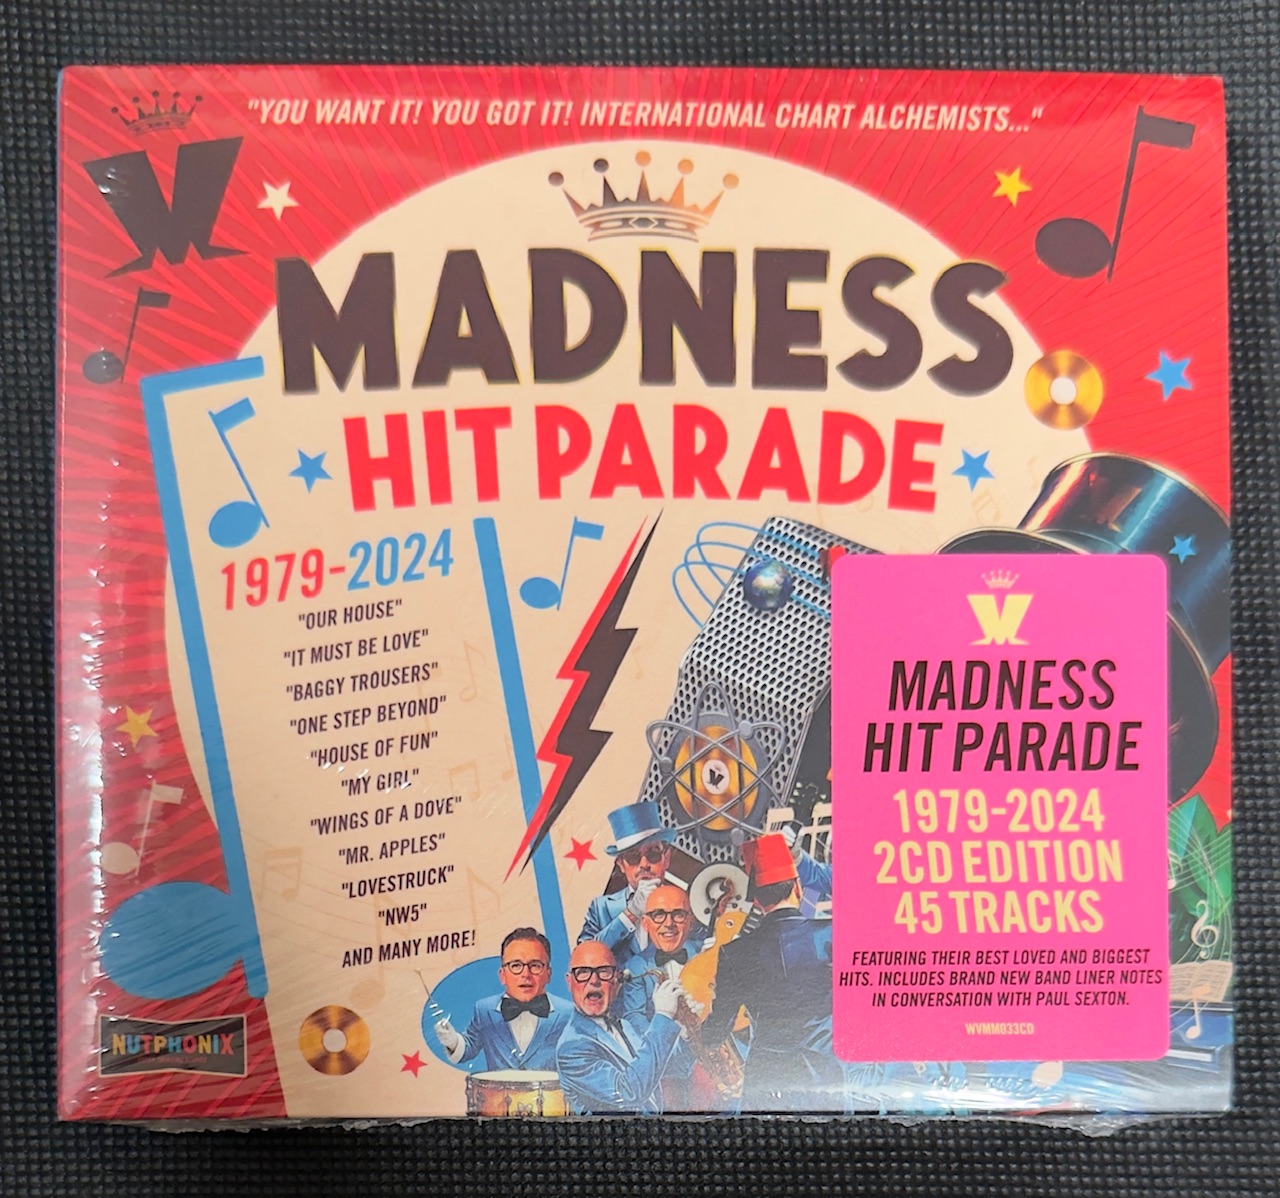 "YOU WANT IT! YOU GOT IT! INTERNATIONAL CHART ALCHEMISTS..."
M
MADNESS
HIT PARADE
1979-2024
"OUR HOUSE"
"IT MUST BE LOVE"
"BAGGY TROUSERS"
"ONE STEP BEYOND"
"HOUSE OF FUN"
"MY GIRL"
"WINGS OF A DOVE"
"MR. APPLES"
"LOVESTRUCK"
"NW5"
AND MANY MORE!
NUTPHONIX
M
M
MADNESS
HIT PARADE
1979-2024
2CD EDITION
45 TRACKS
FEATURING THEIR BEST LOVED AND BIGGEST
HITS. INCLUDES BRAND NEW BAND LINER NOTES
IN CONVERSATION WITH PAUL SEXTON.
WVMM033CD